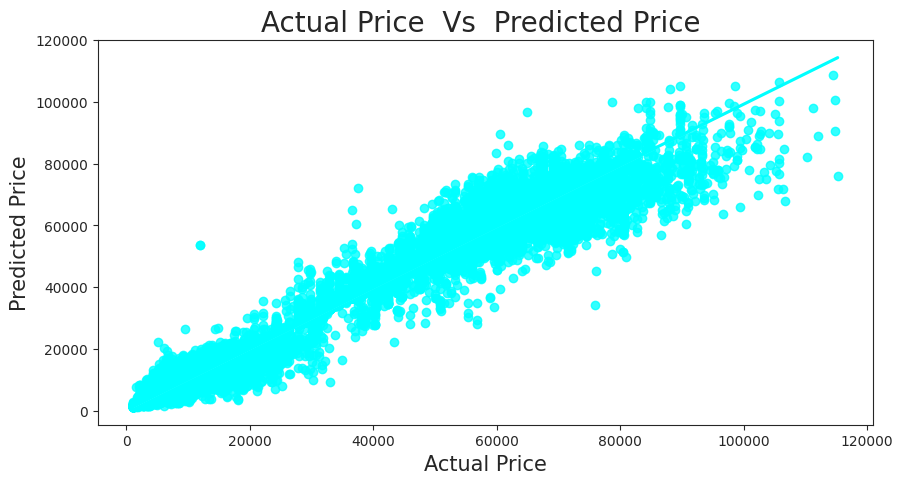 Actual Price  Vs  Predicted Price
120000
100000
80000
60000
40000
20000
0
Predicted Price
0 20000 40000 60000 80000 100000 120000
Actual Price